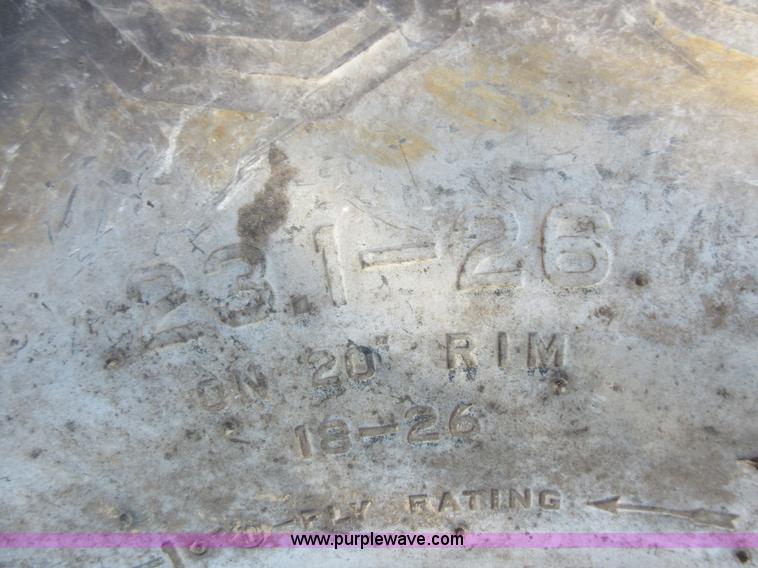 23.1-26
ON 20" RIM
18-26
-PLY RATING
www.purplewave.com